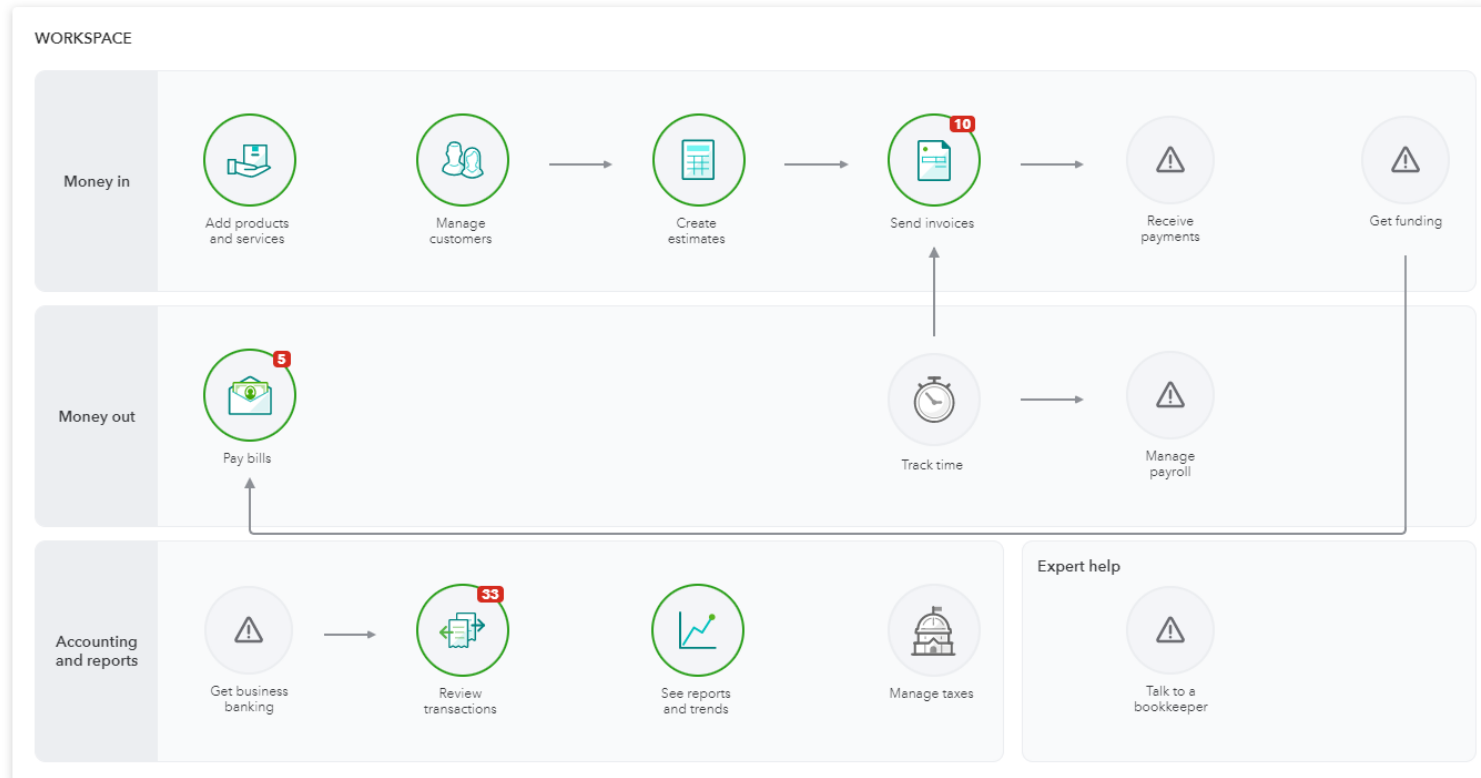 WORKSPACE
Money in
10
Add products
and services
Manage
customers
Create
estimates
Send invoices
Receive
payments
Get funding
Money out
5
Pay bills
Track time
Manage
payroll
Accounting
and reports
33
Get business
banking
Review
transactions
See reports
and trends
Manage taxes
Expert help
Talk to a
bookkeeper